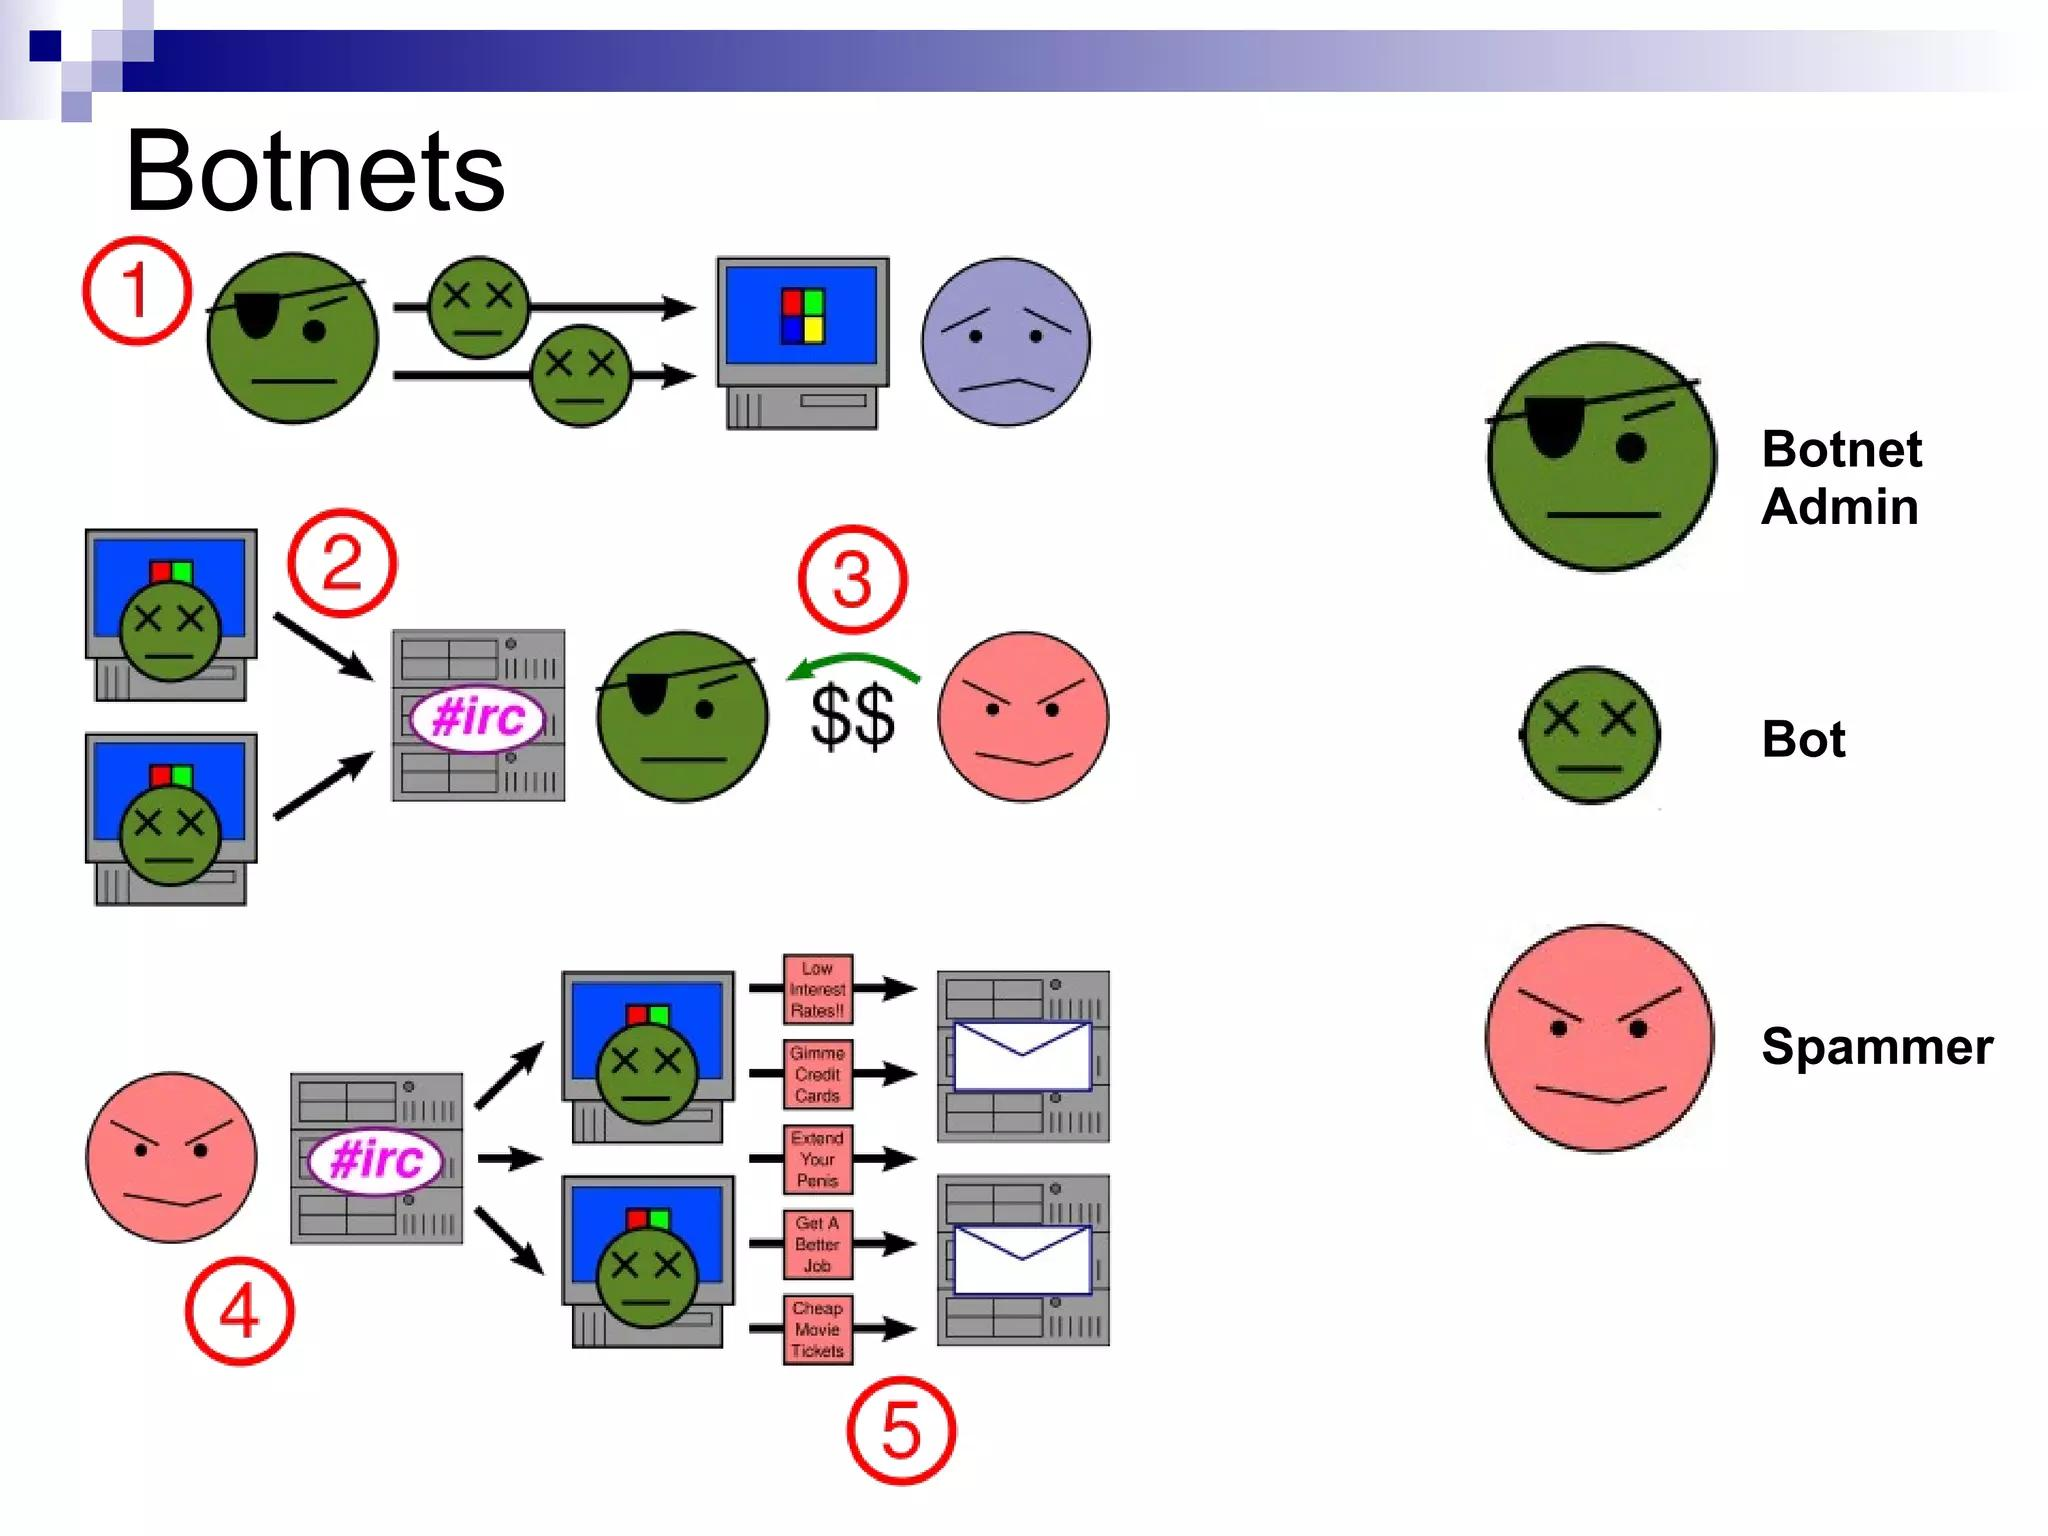 Botnets
1
Botnet
Admin
2
3
#irc
$$
Bot
Low
Interest
Rates!!
Gimme
Credit
Cards
Extend
Your
Penis
Get A
Better
Job
Cheap
Movie
Tickets
#irc
Spammer
4
5